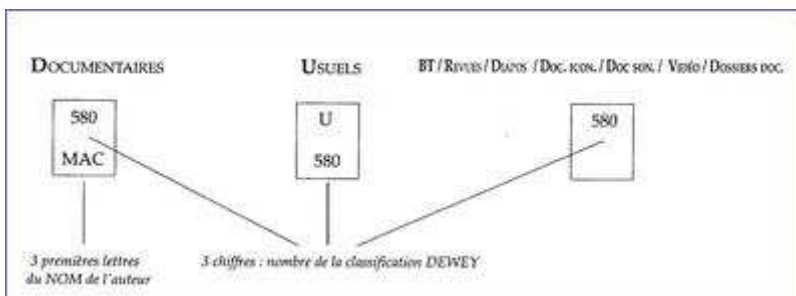 DOCUMENTAIRES
USUELS
BT / REVUES / DIAPOS / DOC. ICON. / DOC SON. / VIDÉO / DOSSIERS DOC.
580
MAC
U
580
580
3 premières lettres
du NOM de l'auteur
3 chiffres : nombre de la classification DEWEY